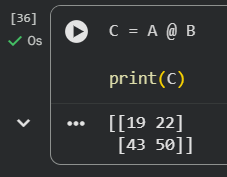 [36]
0s
C = A @ B
print(C)
[[19 22]
 [43 50]]